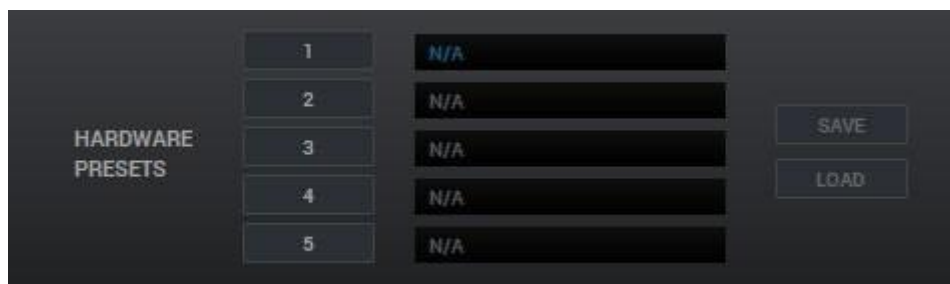 HARDWARE
PRESETS
1
N/A
2
N/A
3
N/A
4
N/A
5
N/A
SAVE
LOAD